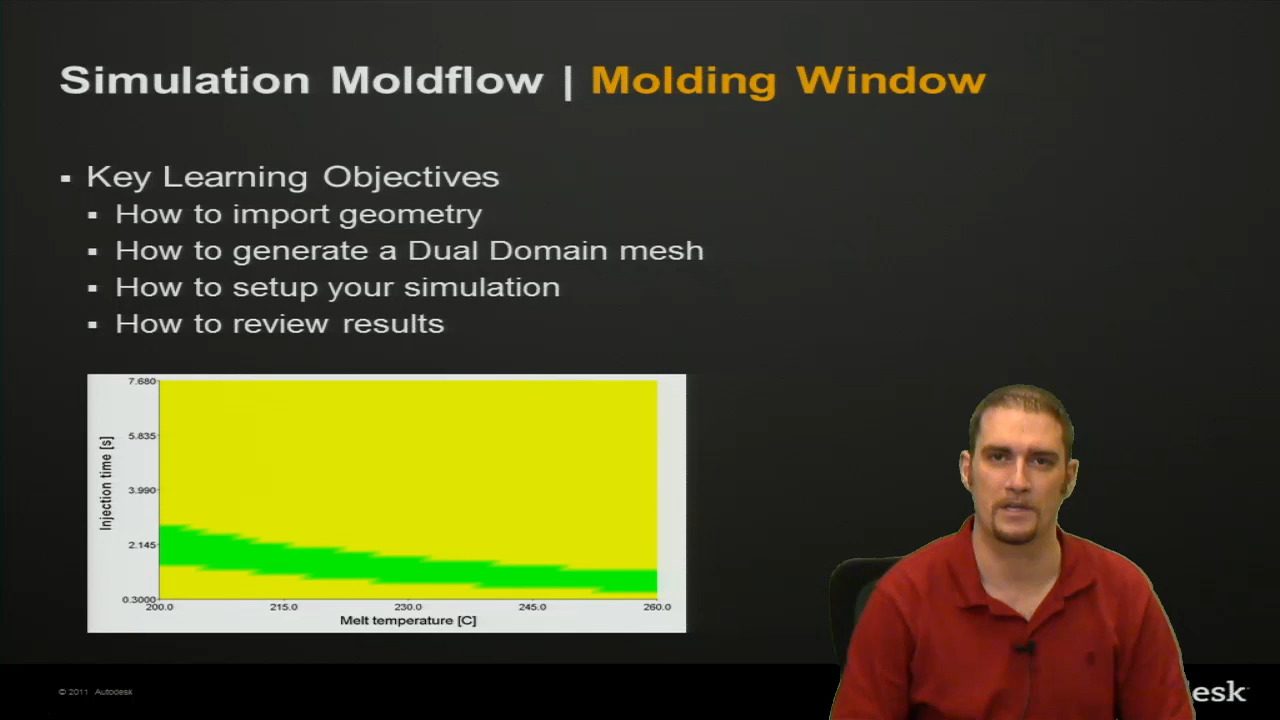 Simulation Moldflow | Molding Window
▪ Key Learning Objectives
▪ How to import geometry
▪ How to generate a Dual Domain mesh
▪ How to setup your simulation
▪ How to review results
7.680
5.835
3.990
2.145
0.3000
Injection time [s]
200.0 215.0 230.0 245.0 260.0
Melt temperature [C]
© 2011 Autodesk
desk